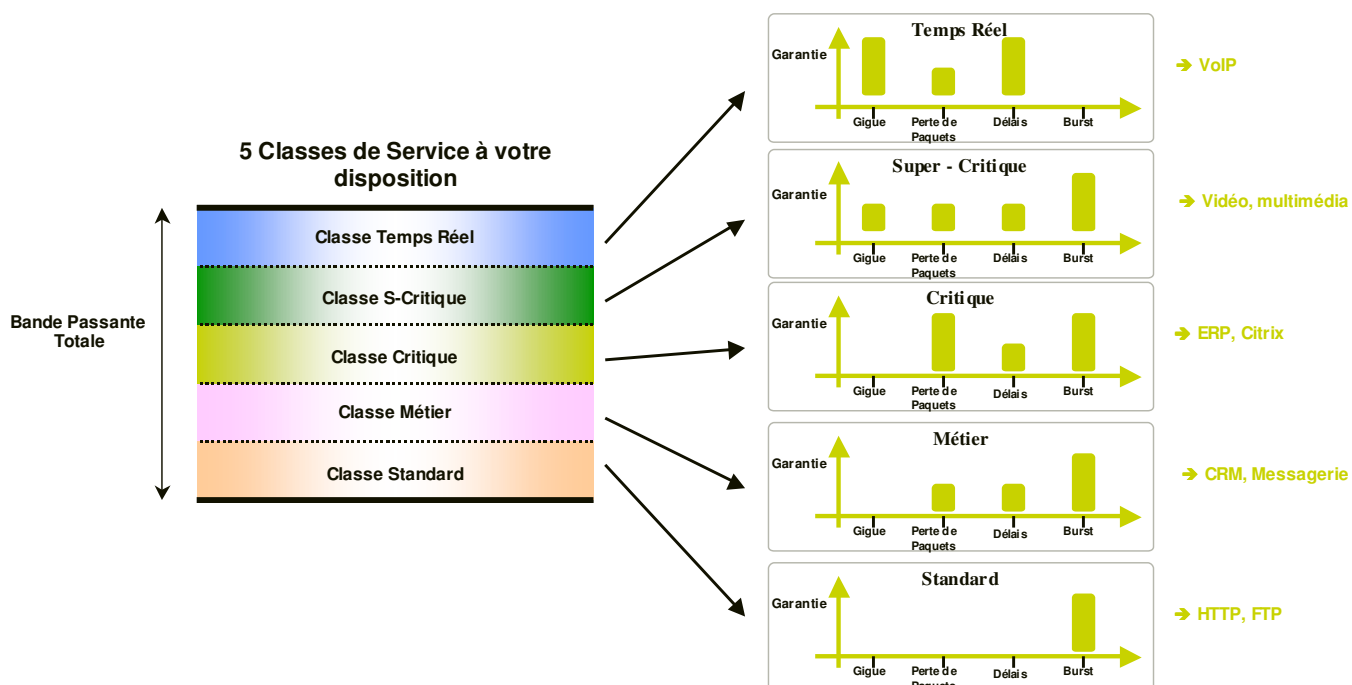 5 Classes de Service à votre
disposition
Bande Passante
Totale
Classe Temps Réel
Classe S-Critique
Classe Critique
Classe Métier
Classe Standard
Temps Réel
Garantie
Gigue
Perte de
Paquets
Délais
Burst
➔ VoIP
Super - Critique
Garantie
Gigue
Perte de
Paquets
Délais
Burst
➔ Vidéo, multimédia
Critique
Garantie
Gigue
Perte de
Paquets
Délais
Burst
➔ ERP, Citrix
Métier
Garantie
Gigue
Perte de
Paquets
Délais
Burst
➔ CRM, Messagerie
Standard
Garantie
Gigue
Perte de
Paquets
Délais
Burst
➔ HTTP, FTP